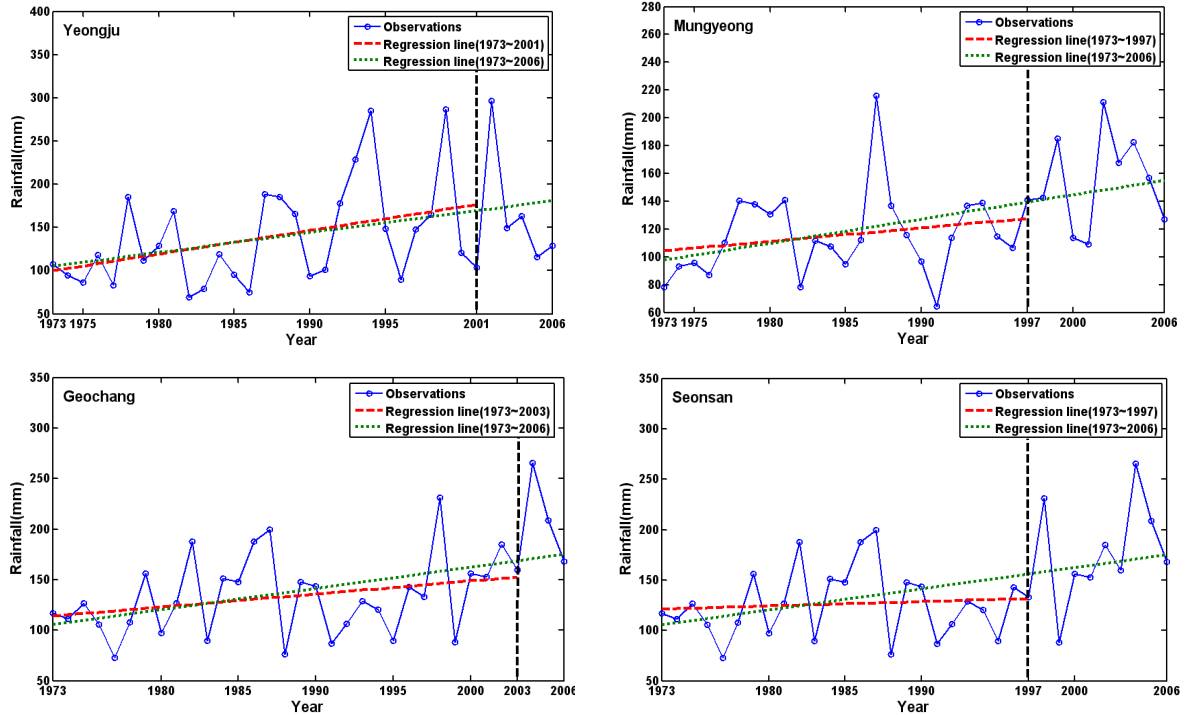 Yeongju
Observations
Regression line(1973~2001)
Regression line(1973~2006)
Rainfall(mm)
400
350
300
250
200
150
100
50
1973 1975 1980 1985 1990 1995 2001 2006
Year
Mungyeong
Observations
Regression line(1973~1997)
Regression line(1973~2006)
Rainfall(mm)
280
260
240
220
200
180
160
140
120
100
80
60
1973 1975 1980 1985 1990 1997 2000 2006
Year
Geochang
Observations
Regression line(1973~2003)
Regression line(1973~2006)
Rainfall(mm)
350
300
250
200
150
100
50
1973 1980 1985 1990 1995 2000 2003 2006
Year
Seonsan
Observations
Regression line(1973~1997)
Regression line(1973~2006)
Rainfall(mm)
350
300
250
200
150
100
50
1973 1980 1985 1990 1997 2000 2006
Year